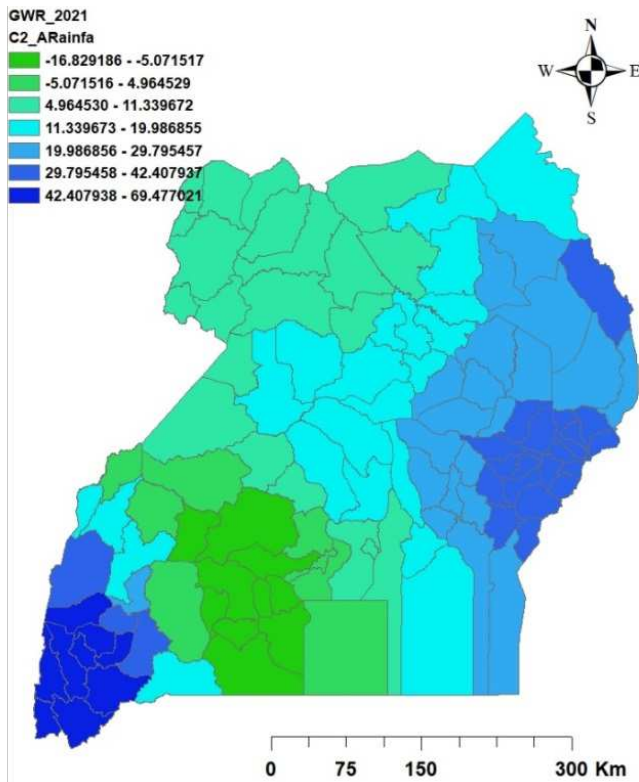 GWR_2021
C2_ARainfa
-16.829186 - -5.071517
-5.071516 - 4.964529
4.964530 - 11.339672
11.339673 - 19.986855
19.986856 - 29.795457
29.795458 - 42.407937
42.407938 - 69.477021
N
W E
S
0 75 150 300 Km